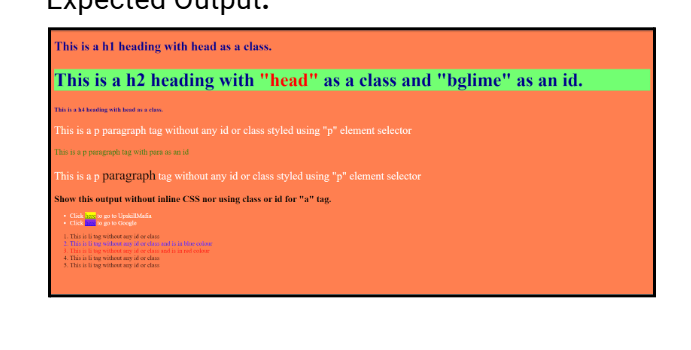 Expected Output:
This is a h1 heading with head as a class.
This is a h2 heading with "head" as a class and "bglime" as an id.
This is a h4 heading with head as a class.
This is a p paragraph tag without any id or class styled using "p" element selector
This is a p paragraph tag with para as an id
This is a p paragraph tag without any id or class styled using "p" element selector
Show this output without inline CSS nor using class or id for "a" tag.
• Click to go to UpskillMafia
• Click to go to Google
1. This is li tag without any id or class
2. This is li tag without any id or class and is in blue colour
3. This is li tag without any id or class and is in red colour
4. This is li tag without any id or class
5. This is li tag without any id or class